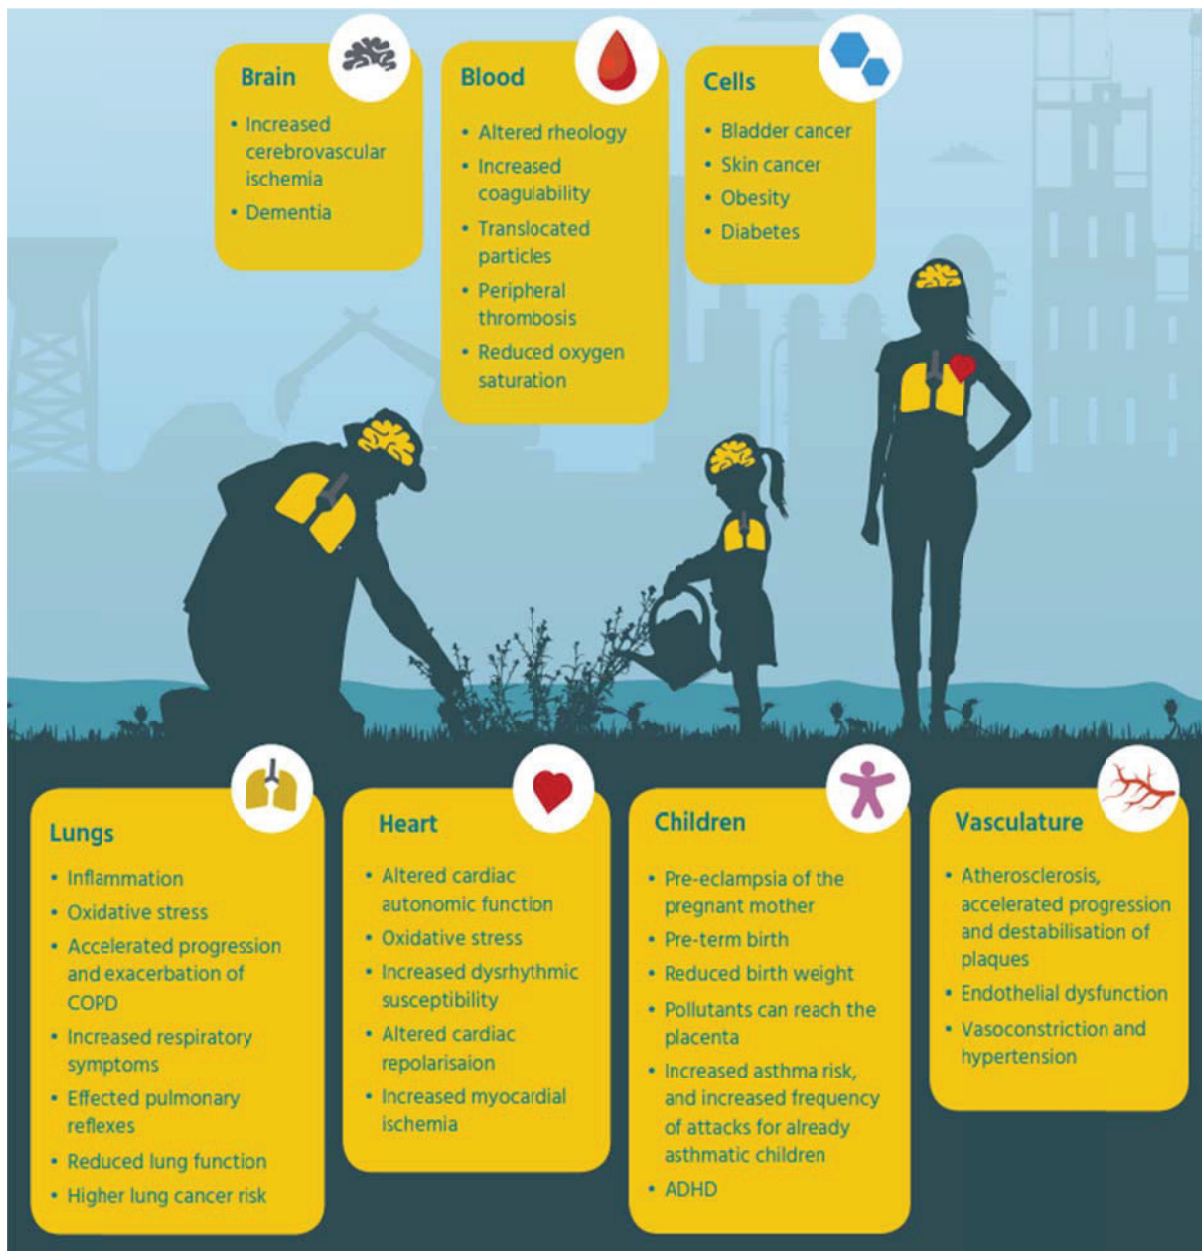 Brain
• Increased
cerebrovascular
ischemia
• Dementia
Blood
• Altered rheology
• Increased
coagulability
• Translocated
particles
• Peripheral
thrombosis
• Reduced oxygen
saturation
Cells
• Bladder cancer
• Skin cancer
• Obesity
• Diabetes
Lungs
• Inflammation
• Oxidative stress
• Accelerated progression
and exacerbation of
COPD
• Increased respiratory
symptoms
• Effected pulmonary
reflexes
• Reduced lung function
• Higher lung cancer risk
Heart
• Altered cardiac
autonomic function
• Oxidative stress
• Increased dysrhythmic
susceptibility
• Altered cardiac
repolarisaion
• Increased myocardial
ischemia
Children
• Pre-eclampsia of the
pregnant mother
• Pre-term birth
• Reduced birth weight
• Pollutants can reach the
placenta
• Increased asthma risk,
and increased frequency
of attacks for already
asthmatic children
• ADHD
Vasculature
• Atherosclerosis,
accelerated progression
and destabilisation of
plaques
• Endothelial dysfunction
• Vasoconstriction and
hypertension